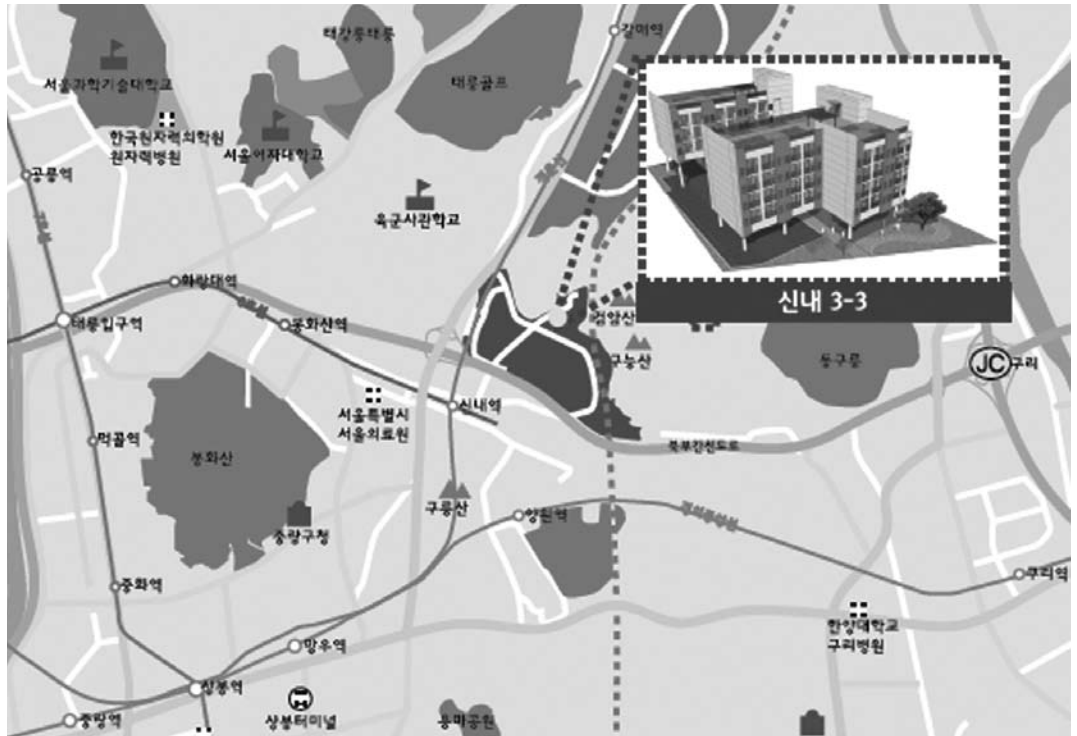 갈매역
태강릉태릉
서울과학기술대학교
태릉골프
한국원자력의학원
원자력병원
서울여자대학교
공릉역
육군사관학교
화랑대역
신내 3-3
태릉입구역
봉화산역
검암산
구능산
동구릉
JC 구리
서울특별시
서울의료원
신내역
먹골역
북부간선도로
봉화산
구릉산
양원역
중랑구청
중화역
구리역
한양대학교
구리병원
망우역
상봉역
중랑역
상봉터미널
용마공원